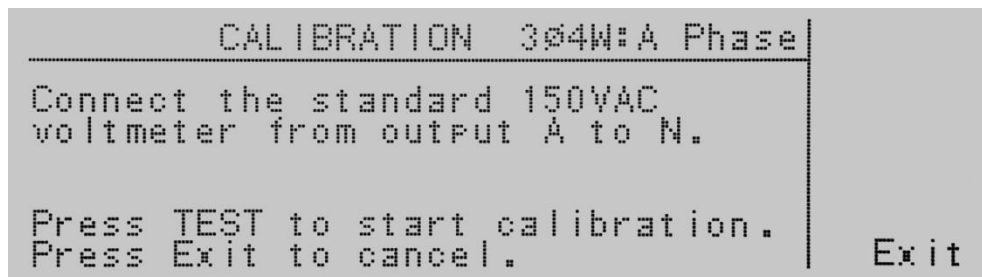 CALIBRATION 3ø4W:A Phase
Connect the standard 150VAC
voltmeter from output A to N.
Press TEST to start calibration.
Press Exit to cancel.
Exit